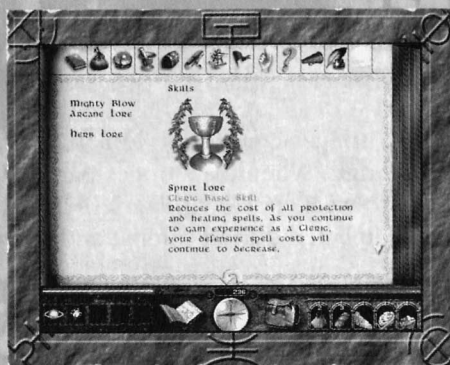 Skills
Mighty Blow
Arcane Lore
Herb Lore
Spirit Lore
Cleric Basic Skill
Reduces the cost of all protection
and healing spells. As you continue
to gain experience as a Cleric,
your defensive spell costs will
continue to decrease.
236